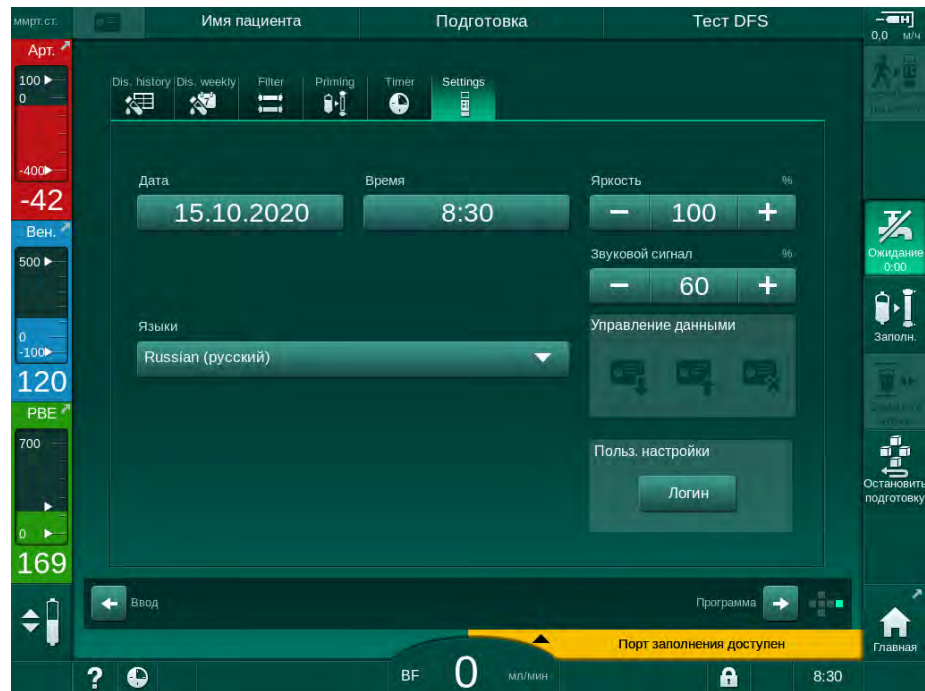 ммрт.ст.
Имя пациента
Подготовка
Тест DFS
0,0 м/ч
Арт.
100
0
-400
-42
Вен.
500
0
-100
120
PBE
700
0
169
Dis. history
Dis. weekly
Filter
Priming
Timer
Settings
7
Дата
15.10.2020
Время
8:30
Яркость %
− 100 +
Звуковой сигнал %
− 60 +
Языки
Russian (русский)
Управление данными
Польз. настройки
Логин
Ввод
Программа
Порт заполнения доступен
? BF 0 мл/мин 8:30
H
Ожидание
0:00
Заполн.
Остановить
подготовку
Главная